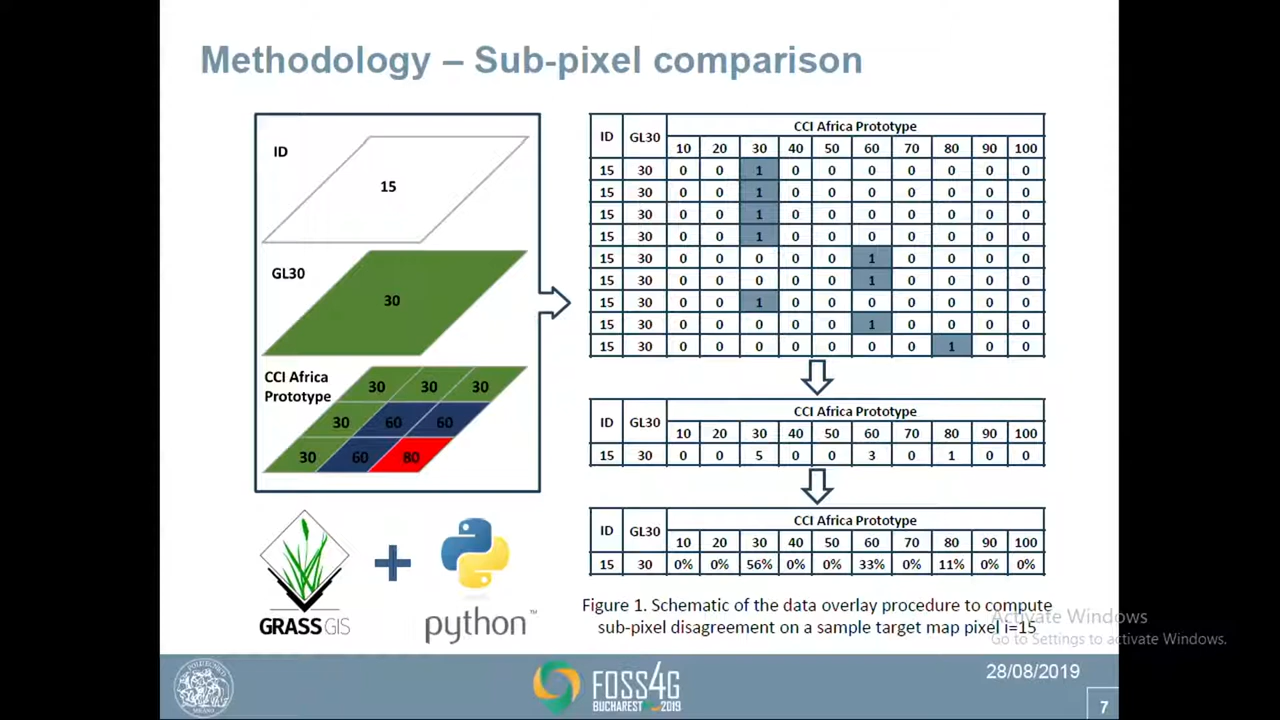 Methodology – Sub-pixel comparison
ID
15
GL30
30
CCI Africa
Prototype
30 30 30
30 60 60
30 60 80
GRASS GIS
+
python™
ID GL30 CCI Africa Prototype
10 20 30 40 50 60 70 80 90 100
15 30 0 0 1 0 0 0 0 0 0 0
15 30 0 0 1 0 0 0 0 0 0 0
15 30 0 0 1 0 0 0 0 0 0 0
15 30 0 0 1 0 0 0 0 0 0 0
15 30 0 0 0 0 0 1 0 0 0 0
15 30 0 0 0 0 0 1 0 0 0 0
15 30 0 0 1 0 0 0 0 0 0 0
15 30 0 0 0 0 0 1 0 0 0 0
15 30 0 0 0 0 0 0 0 1 0 0
ID GL30 CCI Africa Prototype
10 20 30 40 50 60 70 80 90 100
15 30 0 0 5 0 0 3 0 1 0 0
ID GL30 CCI Africa Prototype
10 20 30 40 50 60 70 80 90 100
15 30 0% 0% 56% 0% 0% 33% 0% 11% 0% 0%
Figure 1. Schematic of the data overlay procedure to compute
sub-pixel disagreement on a sample target map pixel i=15
Activate Windows
Go to Settings to activate Windows.
POLITECNICO
MILANO
FOSS4G
BUCHAREST 2019
28/08/2019
7